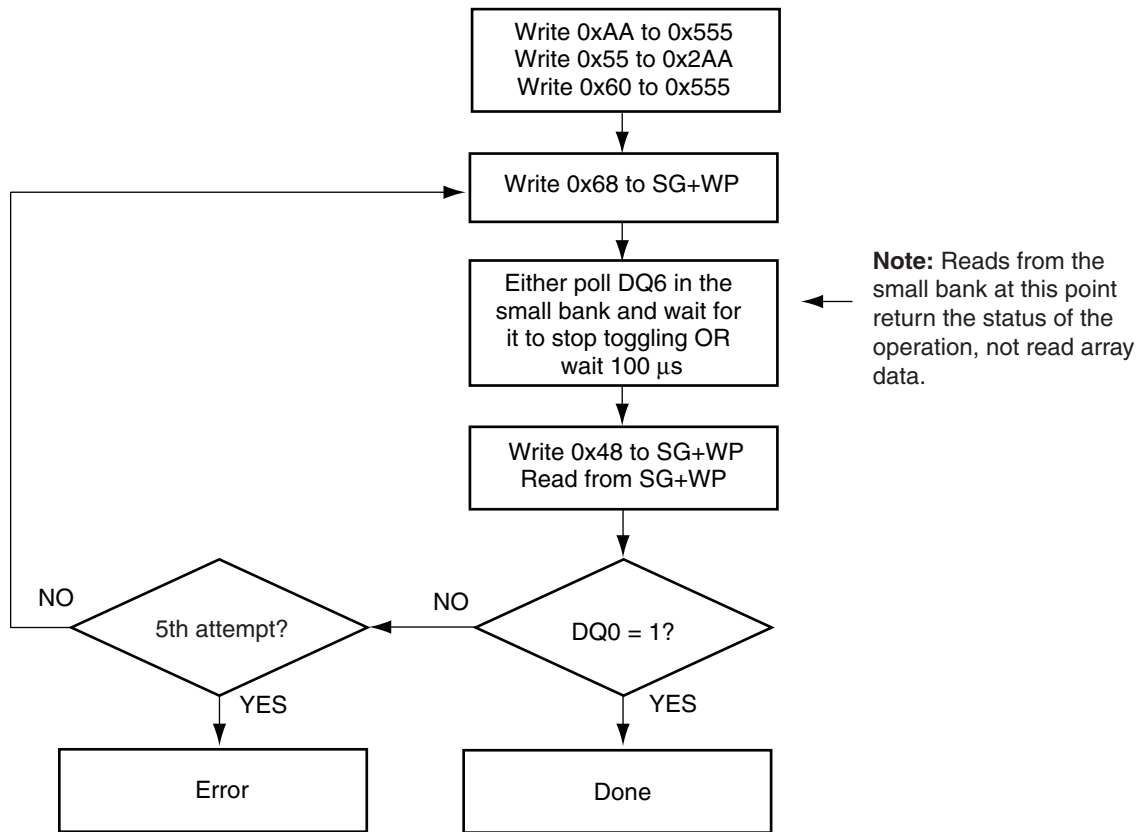 Write 0xAA to 0x555
Write 0x55 to 0x2AA
Write 0x60 to 0x555
Write 0x68 to SG+WP
Either poll DQ6 in the
small bank and wait for
it to stop toggling OR
wait 100 μs
Note: Reads from the
small bank at this point
return the status of the
operation, not read array
data.
Write 0x48 to SG+WP
Read from SG+WP
NO
5th attempt?
NO
DQ0 = 1?
YES
YES
Error
Done